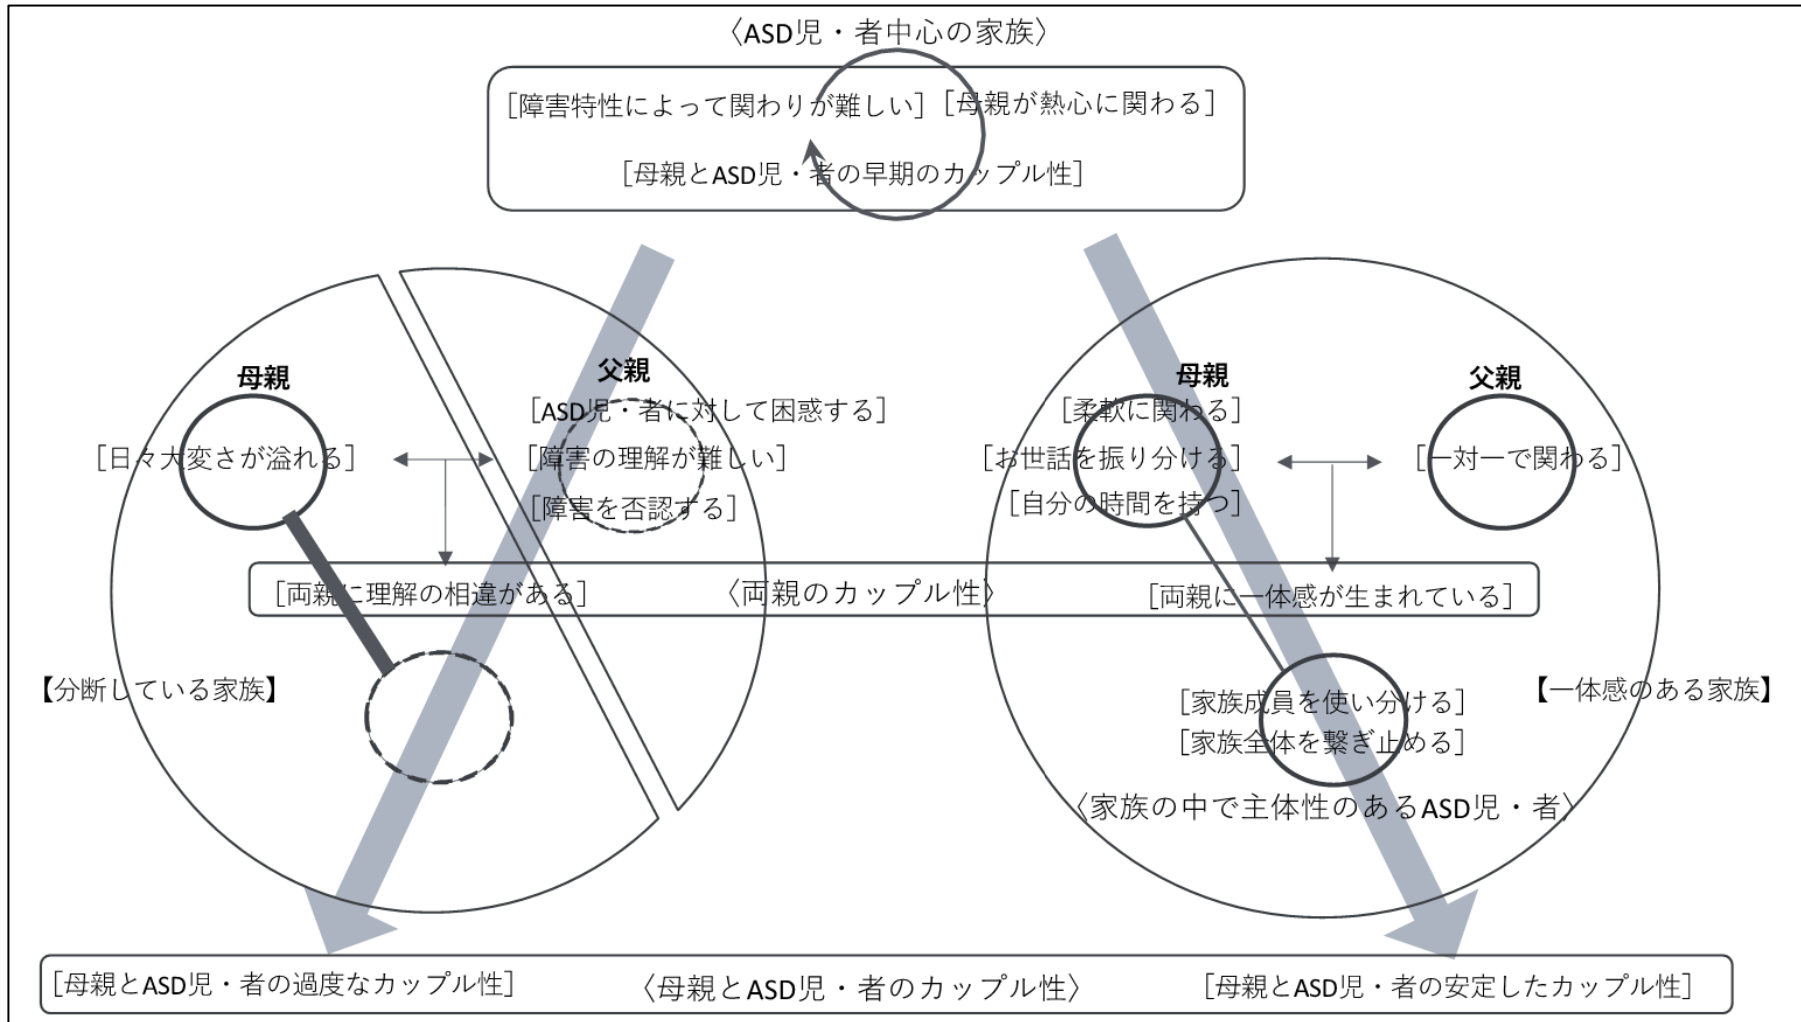 〈ASD児・者中心の家族〉
[障害特性によって関わりが難しい] [母親が熱心に関わる]
[母親とASD児・者の早期のカップル性]
母親
[日々大変さが溢れる]
父親
[ASD児・者に対して困惑する]
[障害の理解が難しい]
[障害を否認する]
母親
[柔軟に関わる]
[お世話を振り分ける]
[自分の時間を持つ]
父親
[一対一で関わる]
[両親に理解の相違がある] 〈両親のカップル性〉 [両親に一体感が生まれている]
【分断している家族】
【一体感のある家族】
[家族成員を使い分ける]
[家族全体を繋ぎ止める]
〈家族の中で主体性のあるASD児・者〉
[母親とASD児・者の過度なカップル性] 〈母親とASD児・者のカップル性〉 [母親とASD児・者の安定したカップル性]